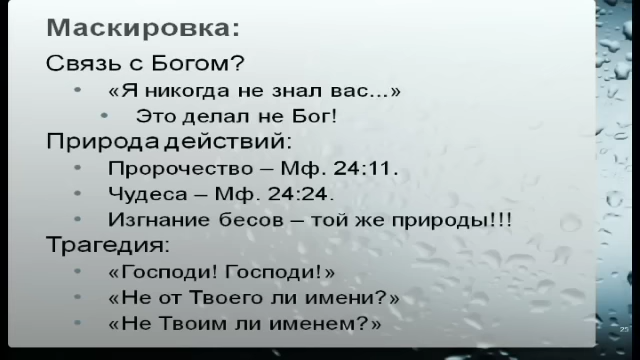 Маскировка:
Связь с Богом?
• «Я никогда не знал вас...»
• Это делал не Бог!
Природа действий:
• Пророчество – Мф. 24:11.
• Чудеса – Мф. 24:24.
• Изгнание бесов – той же природы!!!
Трагедия:
• «Господи! Господи!»
• «Не от Твоего ли имени?»
• «Не Твоим ли именем?»
25